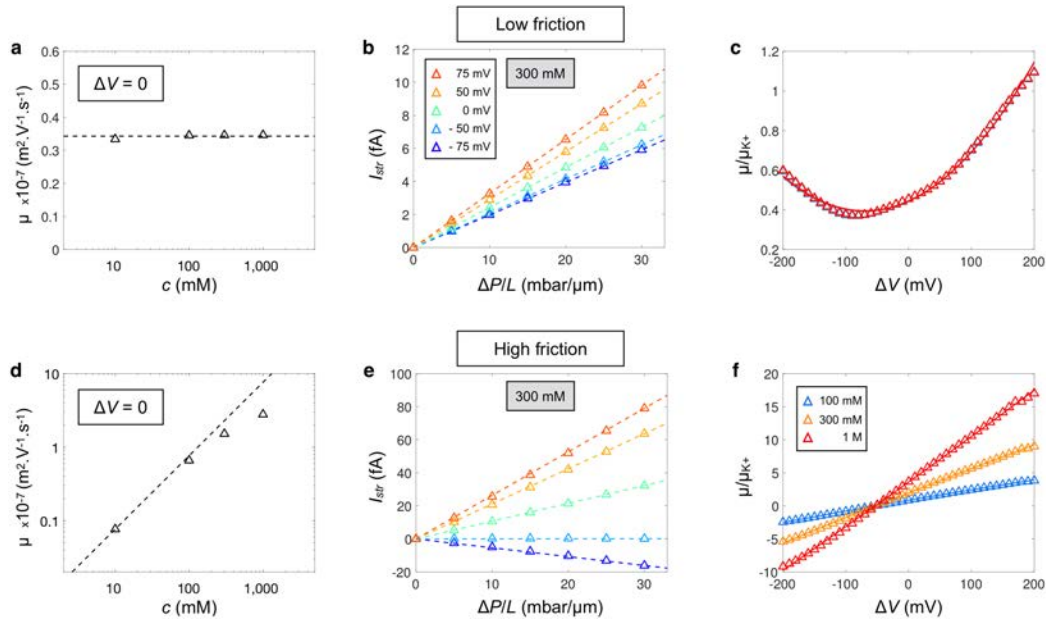 Low friction
a
ΔV = 0
0.6
0.5
0.4
0.3
0.2
0.1
0
10
100
1,000
μ x10-7 (m2.V-1.s-1)
c (mM)
b
300 mM
75 mV
50 mV
0 mV
- 50 mV
- 75 mV
12
10
8
6
4
2
0
0
10
20
30
Istr (fA)
ΔP/L (mbar/μm)
c
1.2
1
0.8
0.6
0.4
0.2
-200
-100
0
100
200
μ/μK+
ΔV (mV)
High friction
d
ΔV = 0
10
1
0.1
10
100
1,000
μ x10-7 (m2.V-1.s-1)
c (mM)
e
300 mM
100
80
60
40
20
0
-20
0
10
20
30
Istr (fA)
ΔP/L (mbar/μm)
f
100 mM
300 mM
1 M
20
15
10
5
0
-5
-10
-200
-100
0
100
200
μ/μK+
ΔV (mV)